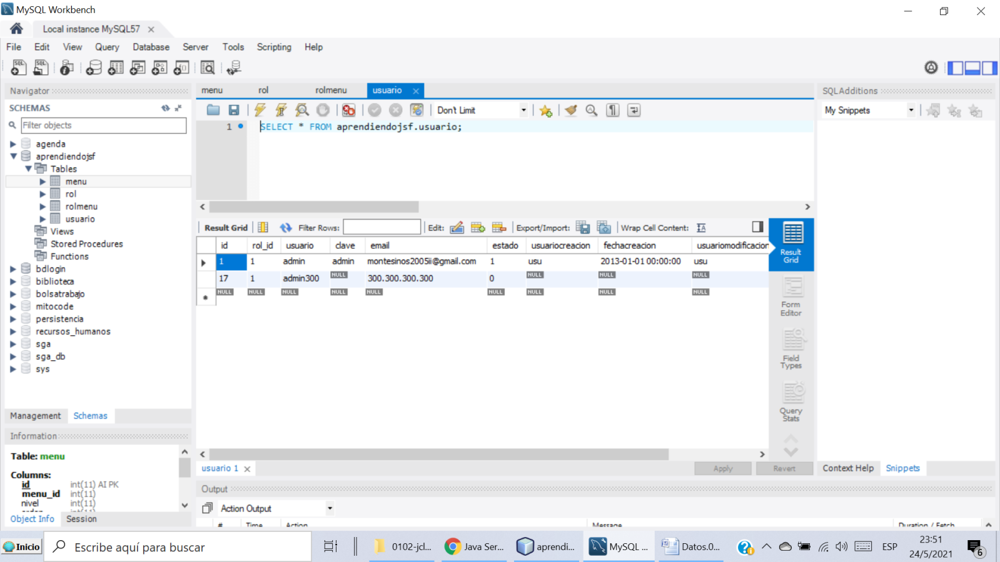 MySQL Workbench
Local instance MySQL57
File Edit View Query Database Server Tools Scripting Help
Navigator
SCHEMAS
Filter objects
agenda
aprendiendojsf
Tables
menu
rol
rolmenu
usuario
Views
Stored Procedures
Functions
bdlogin
biblioteca
bolsatrabajo
mitocode
persistencia
recursos_humanos
sga
sga_db
sys
Management Schemas
Information
Table: menu
Columns:
id int(11) AI PK
menu_id int(11)
nivel int(11)
Object Info Session
menu rol rolmenu usuario
Don't Limit
1 SELECT * FROM aprendiendojsf.usuario;
Result Grid Filter Rows: Edit: Export/Import: Wrap Cell Content:
id rol_id usuario clave email estado usuariocreacion fechacreacion usuariomodificacion
1 1 admin admin montesinos2005ii@gmail.com 1 usu 2013-01-01 00:00:00 usu
17 1 admin300 NULL 300.300.300.300 0 NULL NULL NULL
NULL NULL NULL NULL NULL NULL NULL NULL NULL
Result Grid
Form Editor
Field Types
Query Stats
usuario 1 Apply Revert
Output
Action Output
# Time Action Message Duration / Fetch
SQLAdditions
My Snippets
Context Help Snippets
Inicio
Escribe aquí para buscar
0102-jcl...
Java Ser...
aprendi...
MySQL ...
Datos.0...
ESP
23:51
24/5/2021
6